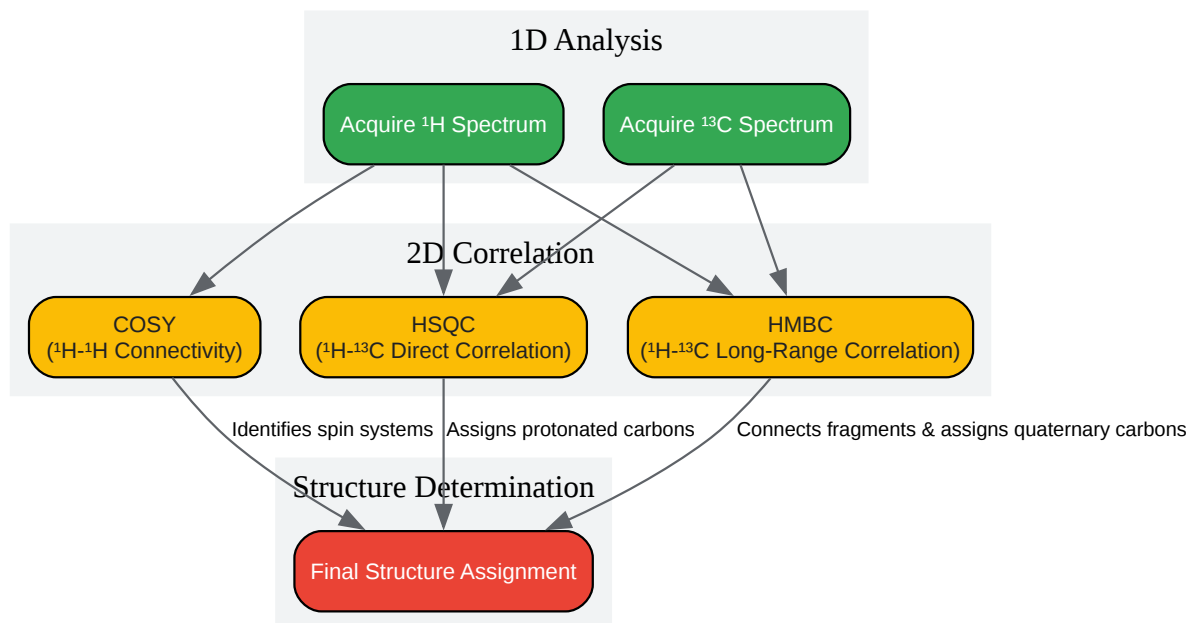 1D Analysis
Acquire ¹H Spectrum
Acquire ¹³C Spectrum
2D Correlation
COSY
(¹H-¹H Connectivity)
HSQC
(¹H-¹³C Direct Correlation)
HMBC
(¹H-¹³C Long-Range Correlation)
Identifies spin systems
Assigns protonated carbons
Connects fragments & assigns quaternary carbons
Structure Determination
Final Structure Assignment